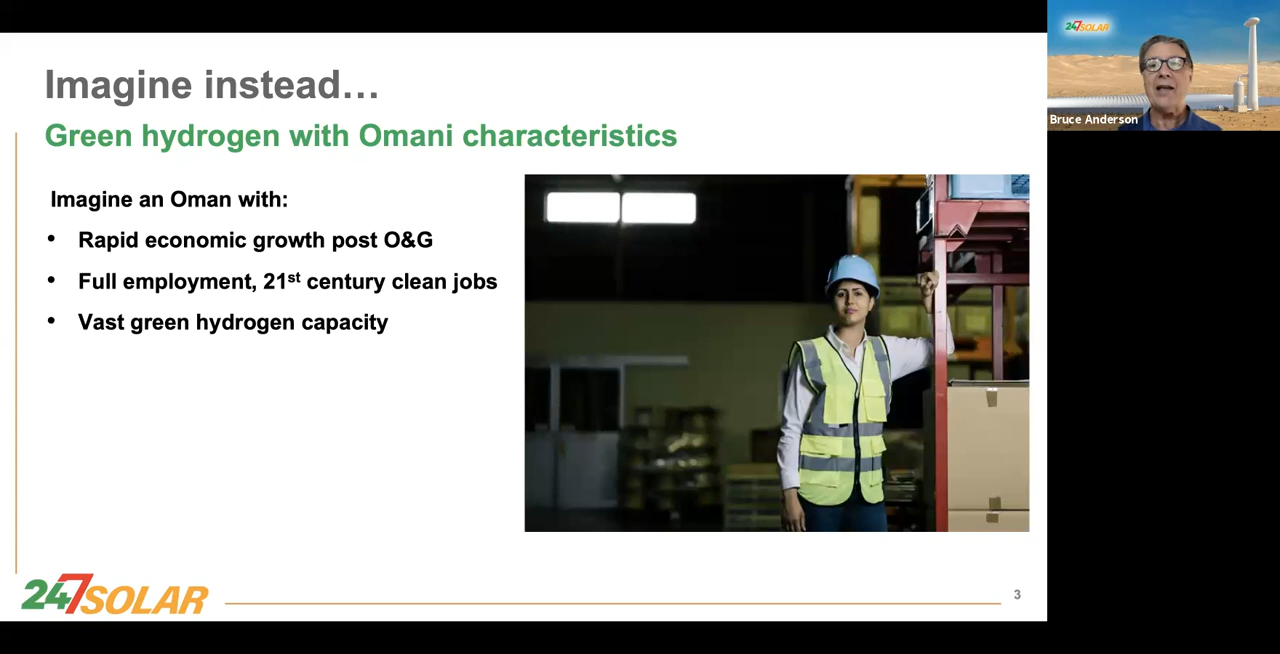 Imagine instead…
Green hydrogen with Omani characteristics
Imagine an Oman with:
• Rapid economic growth post O&G
• Full employment, 21st century clean jobs
• Vast green hydrogen capacity
247SOLAR
3
247SOLAR
Bruce Anderson